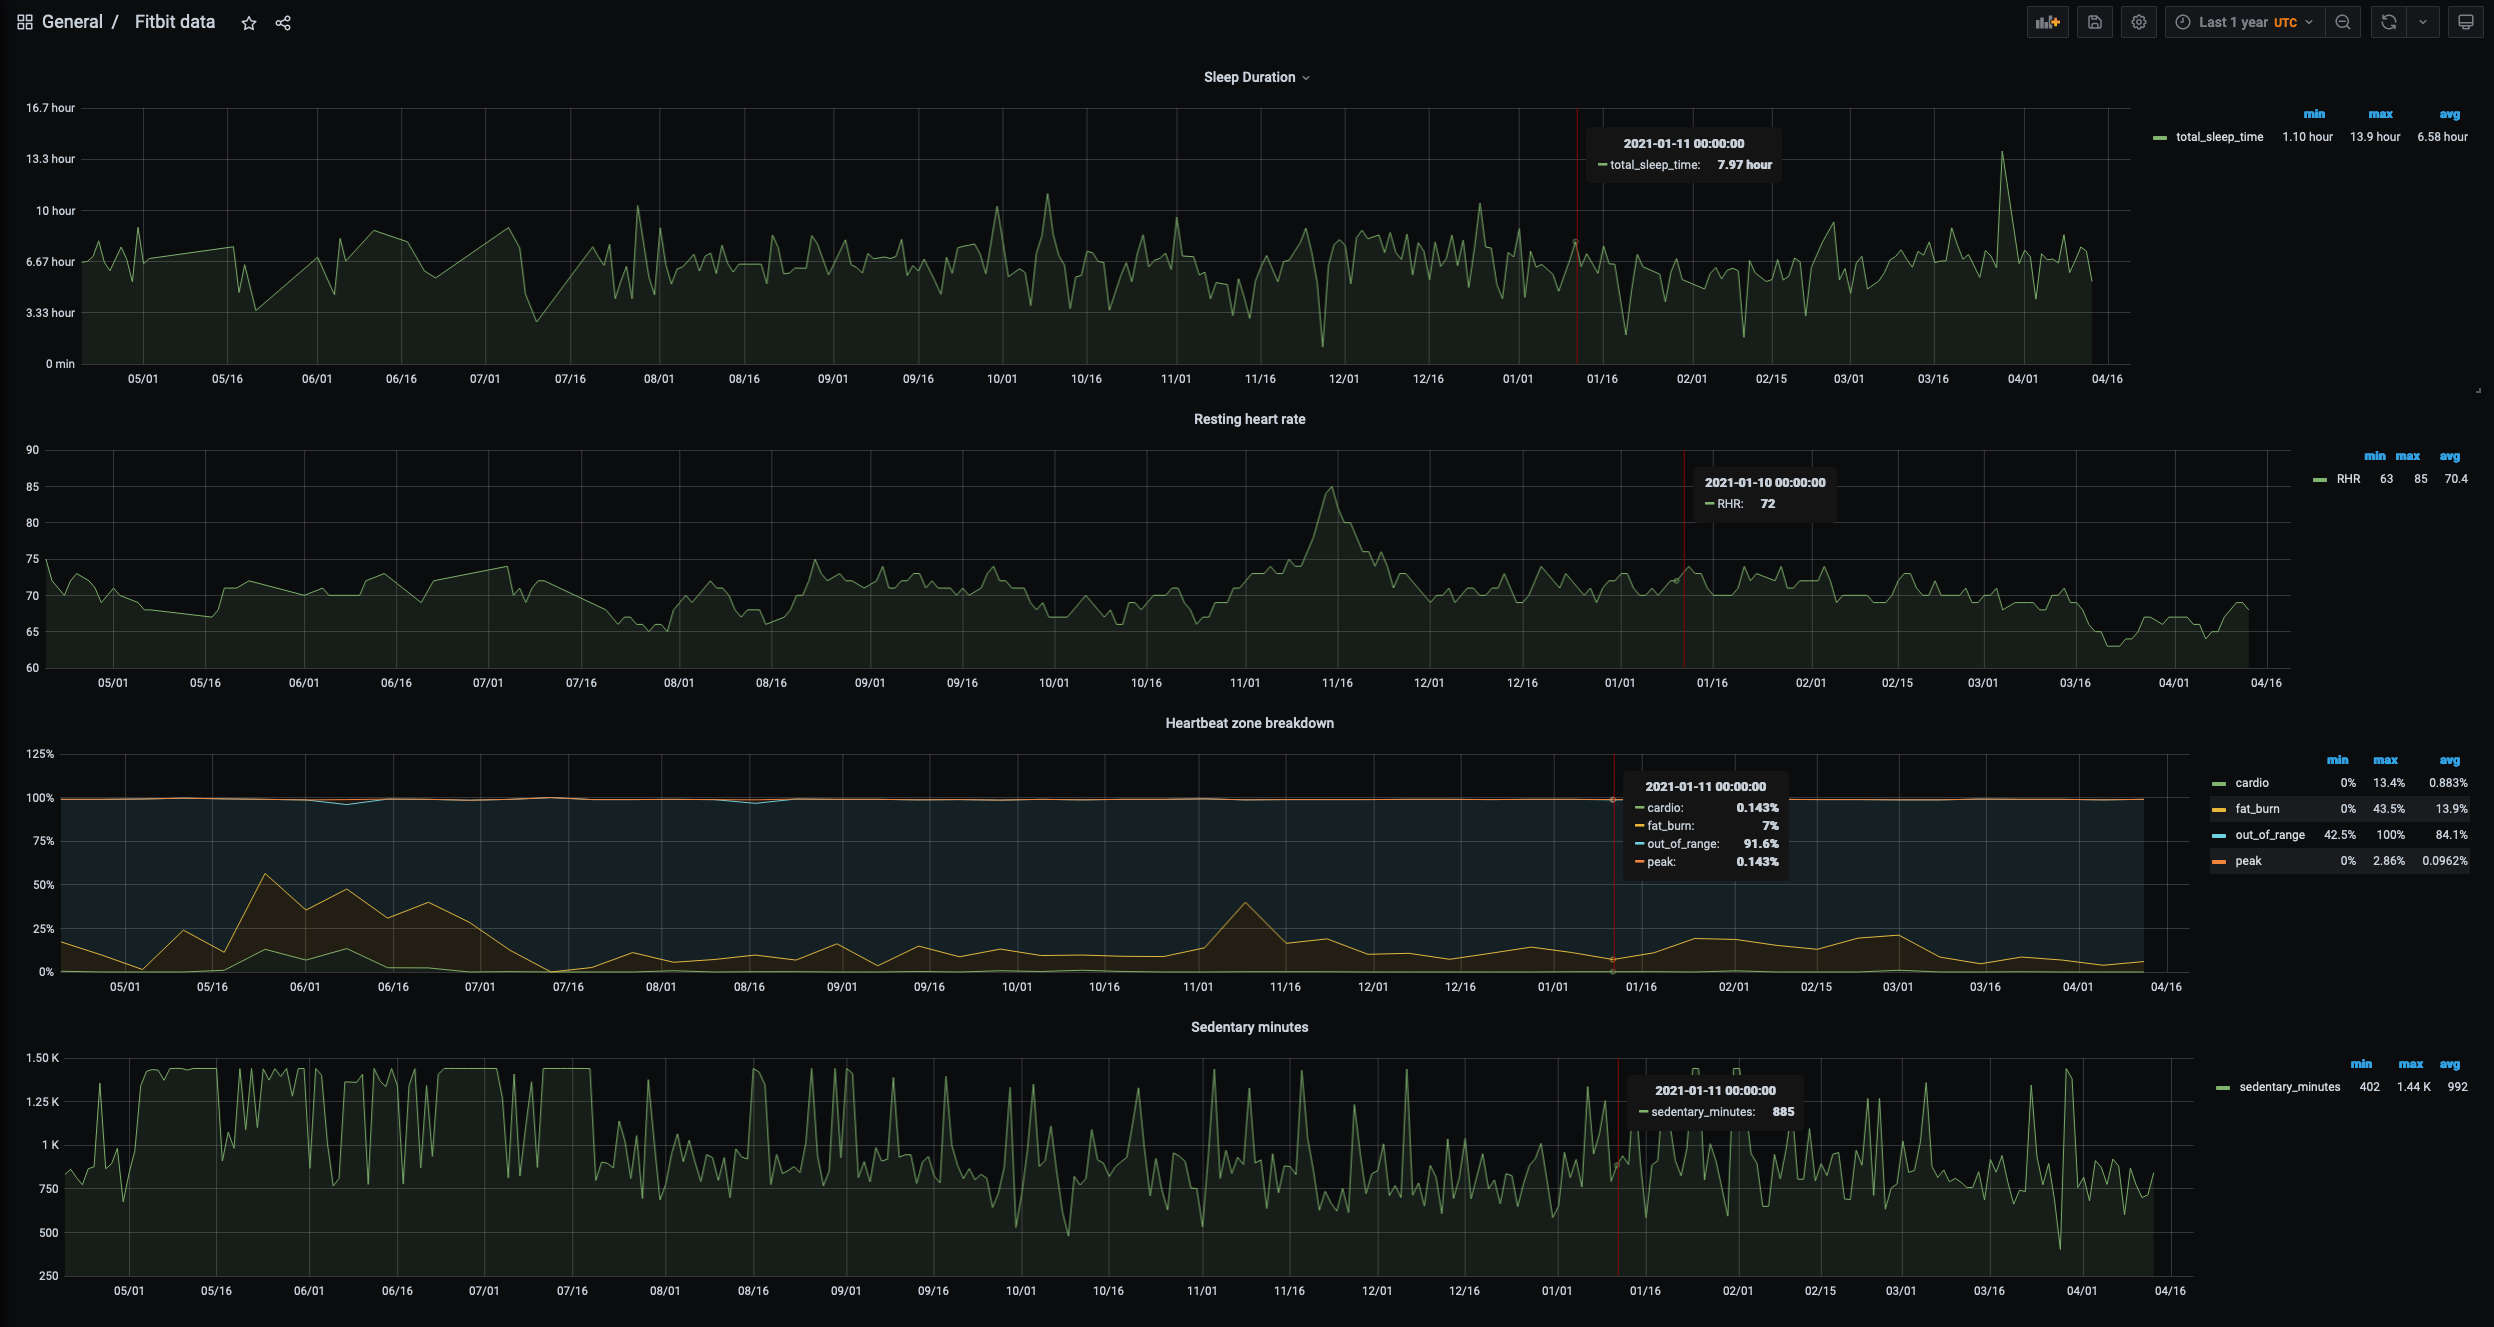 General / Fitbit data
Last 1 year UTC
Sleep Duration
16.7 hour
13.3 hour
10 hour
6.67 hour
3.33 hour
0 min
05/01 05/16 06/01 06/16 07/01 07/16 08/01 08/16 09/01 09/16 10/01 10/16 11/01 11/16 12/01 12/16 01/01 01/16 02/01 02/15 03/01 03/16 04/01 04/16
2021-01-11 00:00:00
total_sleep_time: 7.97 hour
min max avg
total_sleep_time 1.10 hour 13.9 hour 6.58 hour
Resting heart rate
90
85
80
75
70
65
60
05/01 05/16 06/01 06/16 07/01 07/16 08/01 08/16 09/01 09/16 10/01 10/16 11/01 11/16 12/01 12/16 01/01 01/16 02/01 02/15 03/01 03/16 04/01 04/16
2021-01-10 00:00:00
RHR: 72
min max avg
RHR 63 85 70.4
Heartbeat zone breakdown
125%
100%
75%
50%
25%
0%
05/01 05/16 06/01 06/16 07/01 07/16 08/01 08/16 09/01 09/16 10/01 10/16 11/01 11/16 12/01 12/16 01/01 01/16 02/01 02/15 03/01 03/16 04/01 04/16
2021-01-11 00:00:00
cardio: 0.143%
fat_burn: 7%
out_of_range: 91.6%
peak: 0.143%
min max avg
cardio 0% 13.4% 0.883%
fat_burn 0% 43.5% 13.9%
out_of_range 42.5% 100% 84.1%
peak 0% 2.86% 0.0962%
Sedentary minutes
1.50 K
1.25 K
1 K
750
500
250
05/01 05/16 06/01 06/16 07/01 07/16 08/01 08/16 09/01 09/16 10/01 10/16 11/01 11/16 12/01 12/16 01/01 01/16 02/01 02/15 03/01 03/16 04/01 04/16
2021-01-11 00:00:00
sedentary_minutes: 885
min max avg
sedentary_minutes 402 1.44 K 992